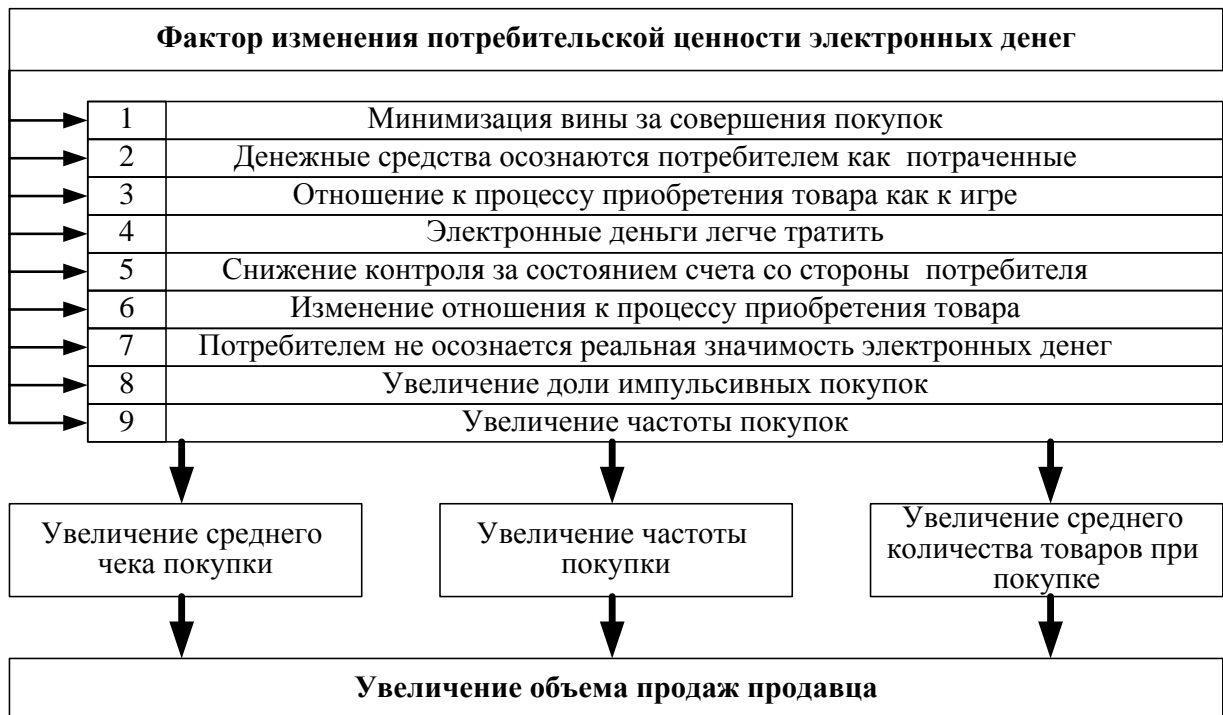 Фактор изменения потребительской ценности электронных денег
1 Минимизация вины за совершения покупок
2 Денежные средства осознаются потребителем как потраченные
3 Отношение к процессу приобретения товара как к игре
4 Электронные деньги легче тратить
5 Снижение контроля за состоянием счета со стороны потребителя
6 Изменение отношения к процессу приобретения товара
7 Потребителем не осознается реальная значимость электронных денег
8 Увеличение доли импульсивных покупок
9 Увеличение частоты покупок
Увеличение среднего
чека покупки
Увеличение частоты
покупки
Увеличение среднего
количества товаров при
покупке
Увеличение объема продаж продавца